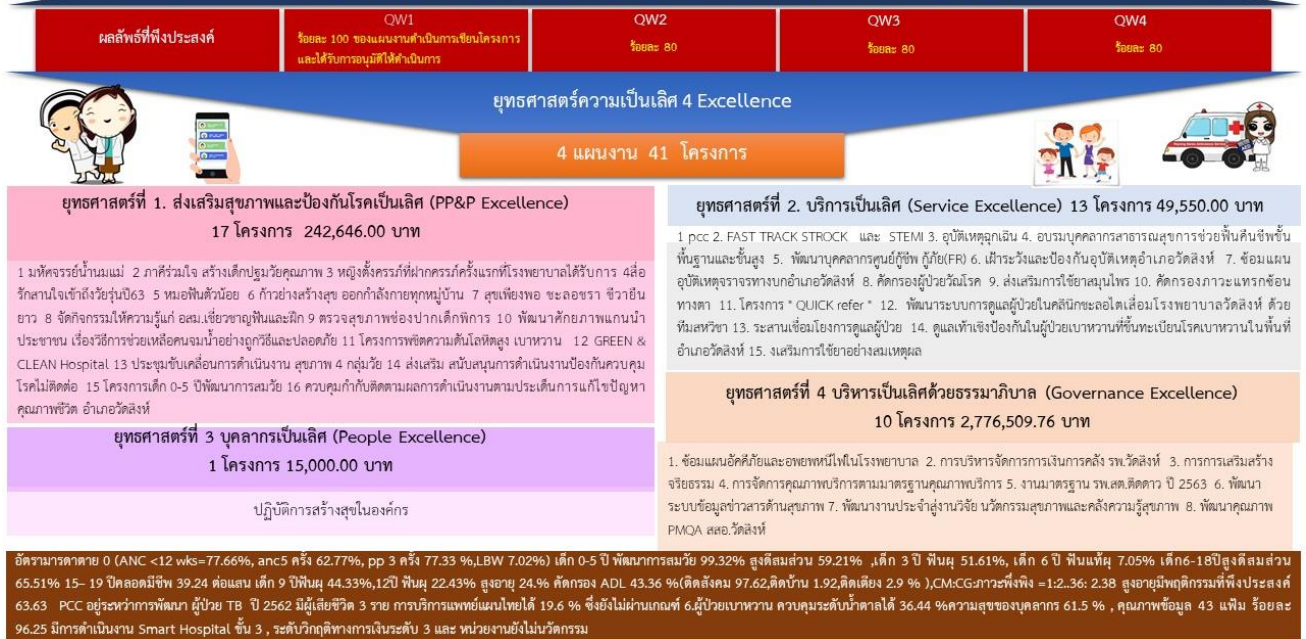 ผลลัพธ์ที่พึงประสงค์
QW1
ร้อยละ 100 ของแผนงานดำเนินการเขียนโครงการ
และได้รับการอนุมัติให้ดำเนินการ
QW2
ร้อยละ 80
QW3
ร้อยละ 80
QW4
ร้อยละ 80
ยุทธศาสตร์ความเป็นเลิศ 4 Excellence
4 แผนงาน 41 โครงการ
ยุทธศาสตร์ที่ 1. ส่งเสริมสุขภาพและป้องกันโรคเป็นเลิศ (PP&P Excellence)
17 โครงการ 242,646.00 บาท
1 มหัศจรรย์น้ำนมแม่ 2 ภาคีร่วมใจ สร้างเด็กปฐมวัยคุณภาพ 3 หญิงตั้งครรภ์ที่ฝากครรภ์ครั้งแรกที่โรงพยาบาลได้รับการ 4สื่อ
รักสานใจเข้าถึงวัยรุ่นปี63 5 หมอฟันตัวน้อย 6 ก้าวย่างสร้างสุข ออกกำลังกายทุกหมู่บ้าน 7 สุขเพียงพอ ชะลอชรา ชีวายืน
ยาว 8 จัดกิจกรรมให้ความรู้แก่ อสม.เชี่ยวชาญฟันและฝึก 9 ตรวจสุขภาพช่องปากเด็กพิการ 10 พัฒนาศักยภาพแกนนำ
ประชาชน เรื่องวิธีการช่วยเหลือคนจมน้ำอย่างถูกวิธีและปลอดภัย 11 โครงการพชิตความดันโลหิตสูง เบาหวาน 12 GREEN &
CLEAN Hospital 13 ประชุมขับเคลื่อนการดำเนินงาน สุขภาพ 4 กลุ่มวัย 14 ส่งเสริม สนับสนุนการดำเนินงานป้องกันควบคุม
โรคไม่ติดต่อ 15 โครงการเด็ก 0-5 ปีพัฒนาการสมวัย 16 ควบคุมกำกับติดตามผลการดำเนินงานตามประเด็นการแก้ไขปัญหา
คุณภาพชีวิต อำเภอวัดสิงห์
ยุทธศาสตร์ที่ 3 บุคลากรเป็นเลิศ (People Excellence)
1 โครงการ 15,000.00 บาท
ปฏิบัติการสร้างสุขในองค์กร
ยุทธศาสตร์ที่ 2. บริการเป็นเลิศ (Service Excellence) 13 โครงการ 49,550.00 บาท
1 pcc 2. FAST TRACK STROCK และ STEMI 3. อุบัติเหตุฉุกเฉิน 4. อบรมบุคคลากรสาธารณสุขการช่วยฟื้นคืนชีพขั้น
พื้นฐานและขั้นสูง 5. พัฒนาบุคคลากรศูนย์กู้ชีพ กู้ภัย(FR) 6. เฝ้าระวังและป้องกันอุบัติเหตุอำเภอวัดสิงห์ 7. ซ้อมแผน
อุบัติเหตุจราจรทางบกอำเภอวัดสิงห์ 8. คัดกรองผู้ป่วยวัณโรค 9. ส่งเสริมการใช้ยาสมุนไพร 10. คัดกรองภาวะแทรกซ้อน
ทางตา 11. โครงการ " QUICK refer " 12. พัฒนาระบบการดูแลผู้ป่วยในคลินิกชะลอไตเสื่อมโรงพยาบาลวัดสิงห์ ด้วย
ทีมสหวิชา 13. ระสานเชื่อมโยงการดูแลผู้ป่วย 14. ดูแลเท้าเชิงป้องกันในผู้ป่วยเบาหวานที่ขึ้นทะเบียนโรคเบาหวานในพื้นที่
อำเภอวัดสิงห์ 15. งเสริมการใช้ยาอย่างสมเหตุผล
ยุทธศาสตร์ที่ 4 บริหารเป็นเลิศด้วยธรรมาภิบาล (Governance Excellence)
10 โครงการ 2,776,509.76 บาท
1. ซ้อมแผนอัคคีภัยและอพยพหนีไฟในโรงพยาบาล 2. การบริหารจัดการการเงินการคลัง รพ.วัดสิงห์ 3. การการเสริมสร้าง
จริยธรรม 4. การจัดการคุณภาพบริการตามมาตรฐานคุณภาพบริการ 5. งานมาตรฐาน รพ.สต.ติดดาว ปี 2563 6. พัฒนา
ระบบข้อมูลข่าวสารด้านสุขภาพ 7. พัฒนางานประจำสู่งานวิจัย นวัตกรรมสุขภาพและคลังความรู้สุขภาพ 8. พัฒนาคุณภาพ
PMQA สสอ.วัดสิงห์
อัตรามารดาตาย 0 (ANC <12 wks=77.66%, anc5 ครั้ง 62.77%, pp 3 ครั้ง 77.33 %,LBW 7.02%) เด็ก 0-5 ปี พัฒนาการสมวัย 99.32% สูงดีสมส่วน 59.21% ,เด็ก 3 ปี ฟันผุ 51.61%, เด็ก 6 ปี ฟันแท้ผุ 7.05% เด็ก6-18ปีสูงดีสมส่วน
65.51% 15– 19 ปีคลอดมีชีพ 39.24 ต่อแสน เด็ก 9 ปีฟันผุ 44.33%,12ปี ฟันผุ 22.43% สูงอายุ 24.% คัดกรอง ADL 43.36 %(ติดสังคม 97.62,ติดบ้าน 1.92,ติดเตียง 2.9 % ),CM:CG:ภาวะพึ่งพิง =1:2..36: 2.38 สูงอายุมีพฤติกรรมที่พึงประสงค์
63.63 PCC อยู่ระหว่าการพัฒนา ผู้ป่วย TB ปี 2562 มีผู้เสียชีวิต 3 ราย การบริการแพทย์แผนไทยได้ 19.6 % ซึ่งยังไม่ผ่านเกณฑ์ 6.ผู้ป่วยเบาหวาน ควบคุมระดับน้ำตาลได้ 36.44 %ความสุขของบุคลากร 61.5 % , คุณภาพข้อมูล 43 แฟ้ม ร้อยละ
96.25 มีการดำเนินงาน Smart Hospital ขั้น 3 , ระดับวิกฤติทางการเงินระดับ 3 และ หน่วยงานยังไม่นวัตกรรม